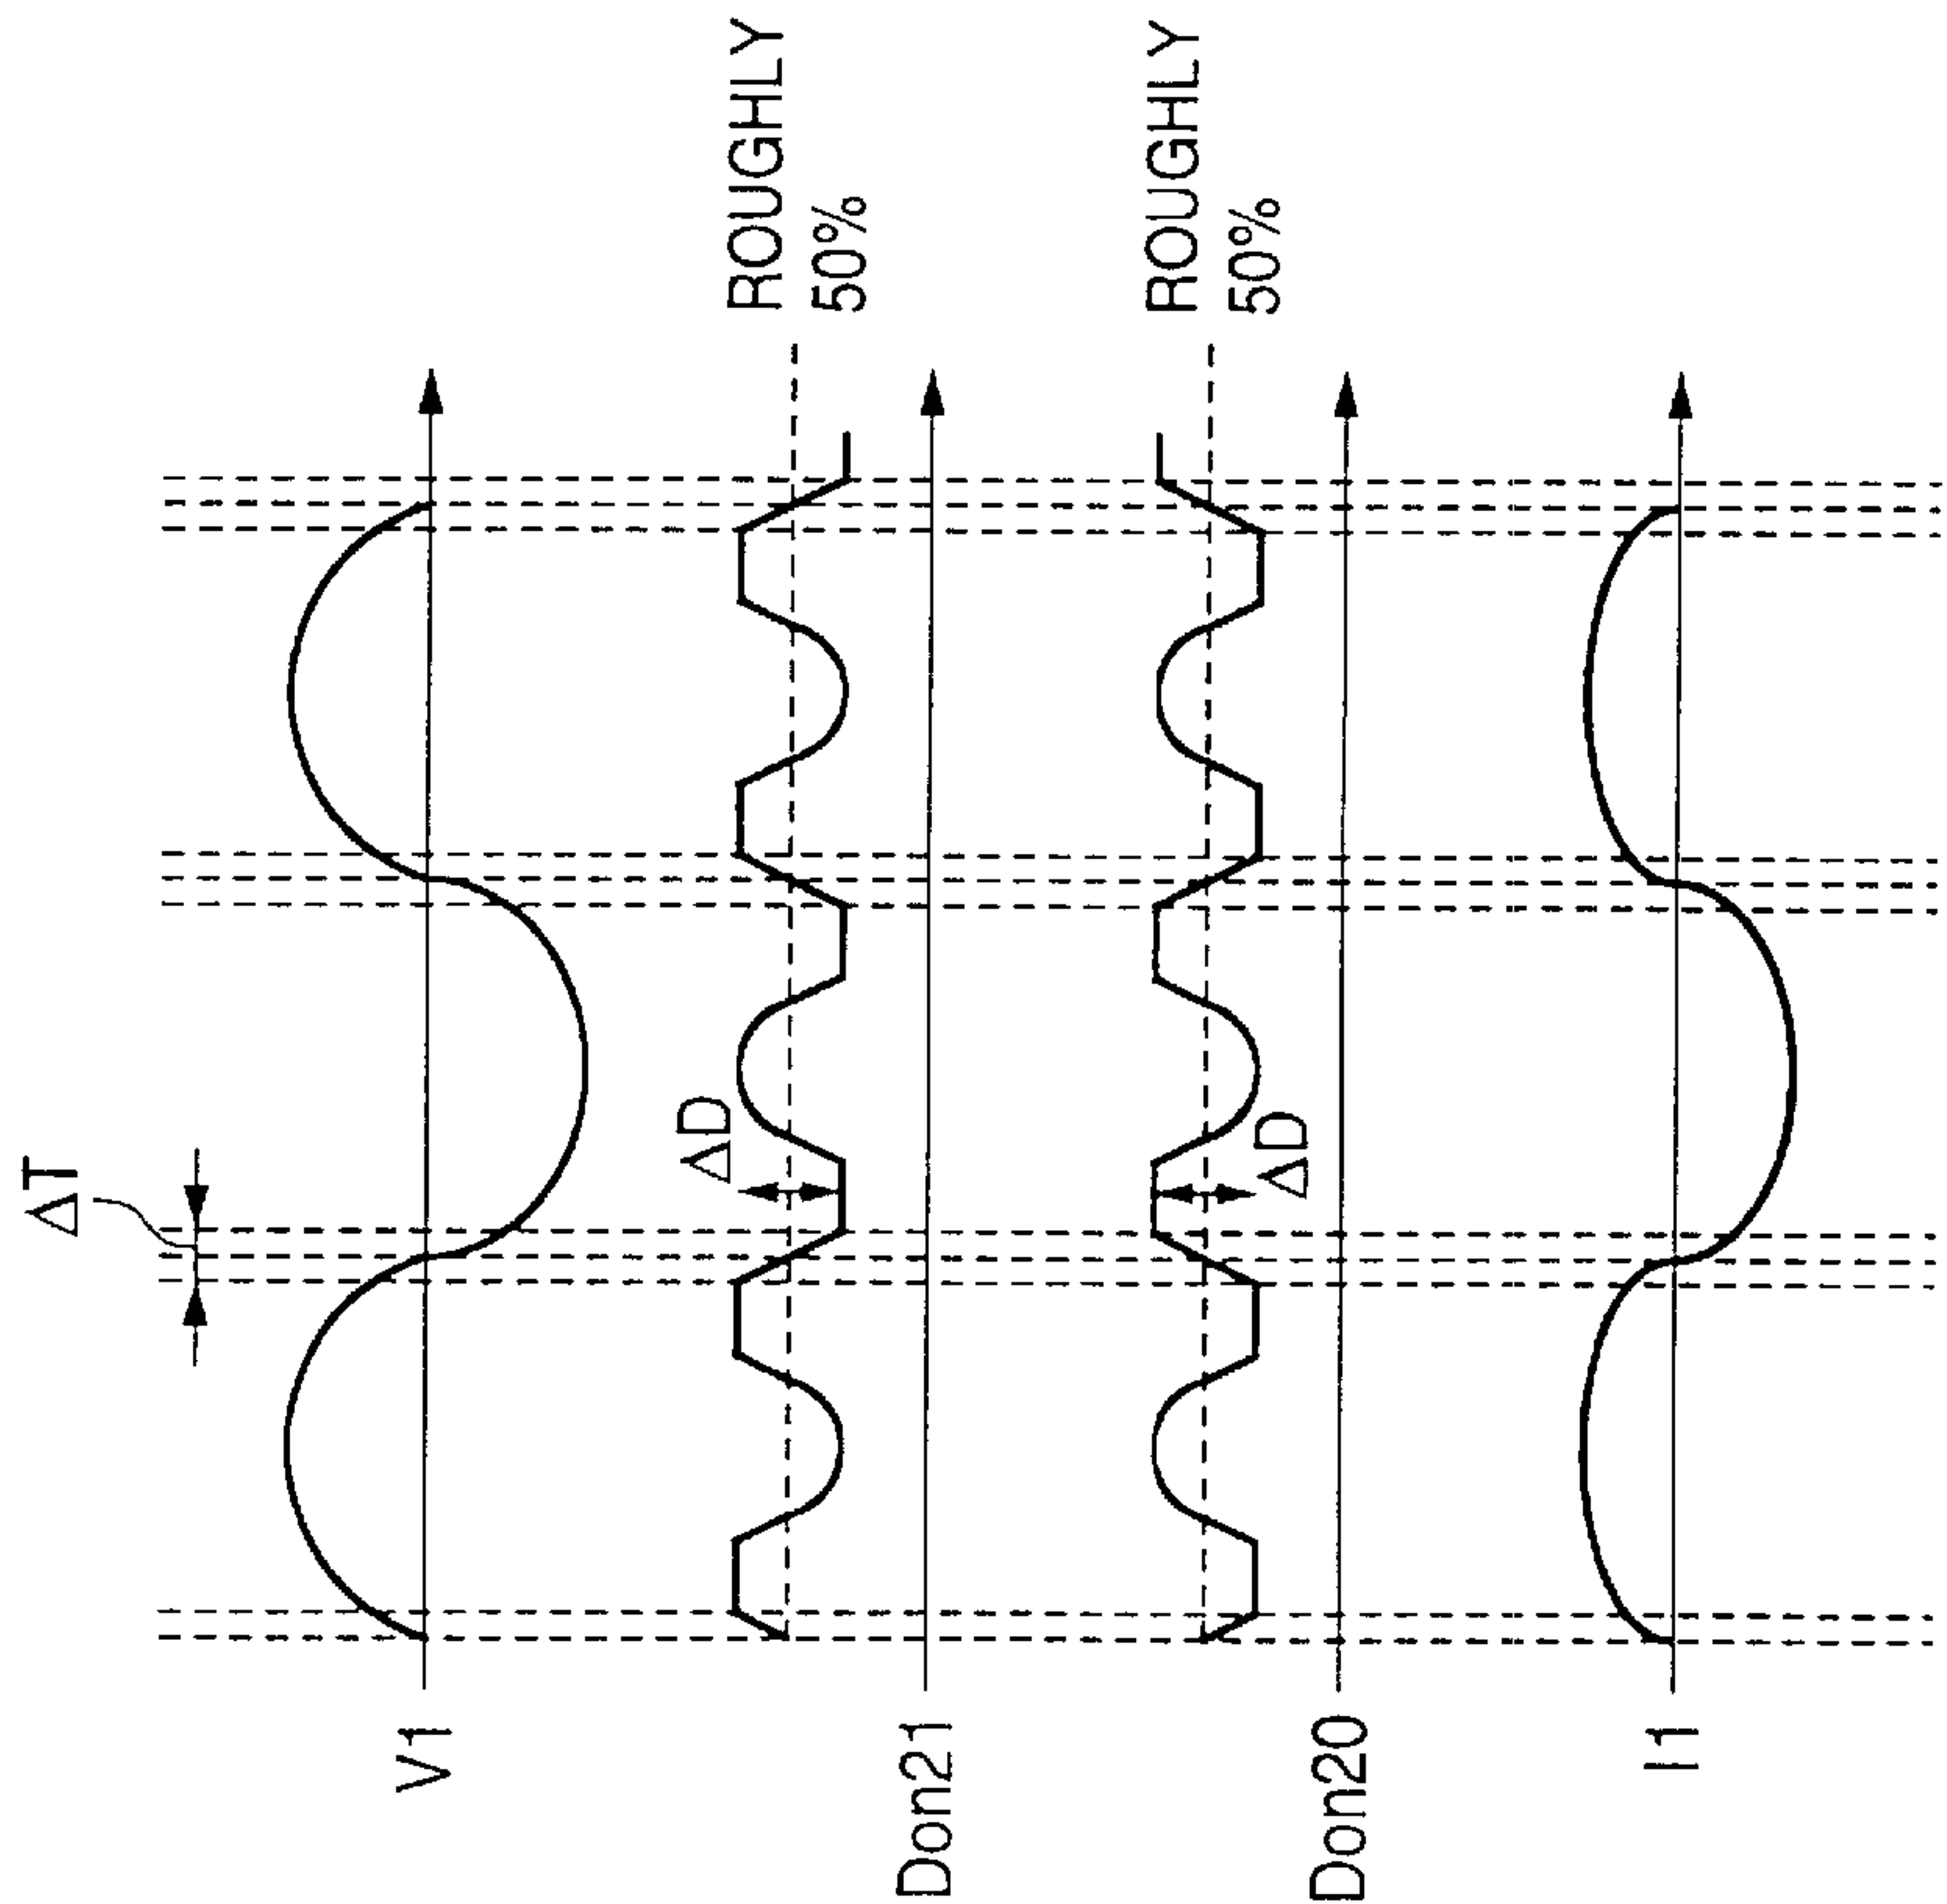 ΔT
V1
ΔD
ROUGHLY
50%
Don21
ROUGHLY
50%
ΔD
Don20
I1